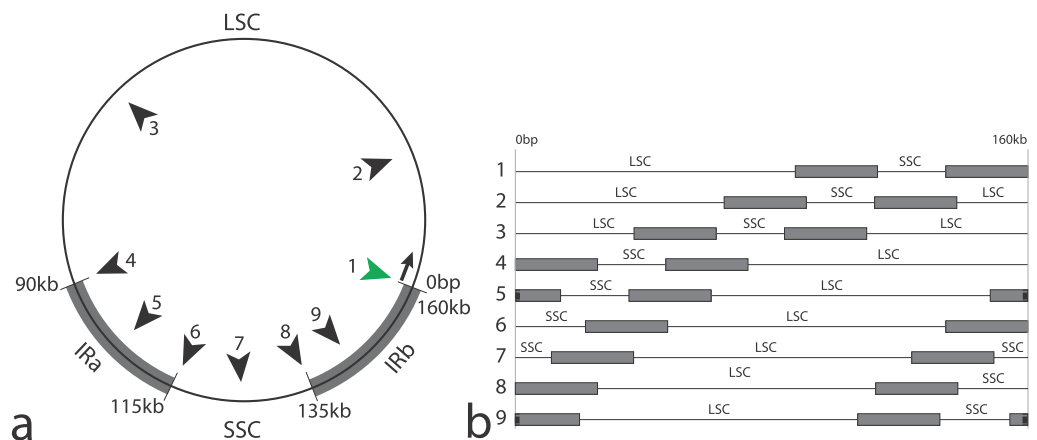 LSC
3
2
4
1
90kb
0bp
160kb
5
6
7
8
9
IRa
IRb
115kb
135kb
SSC
a
0bp 160kb
1 LSC SSC
2 LSC SSC LSC
3 LSC SSC LSC
4 SSC LSC
5 SSC LSC
6 SSC LSC
7 SSC LSC SSC
8 LSC SSC
9 LSC SSC
b